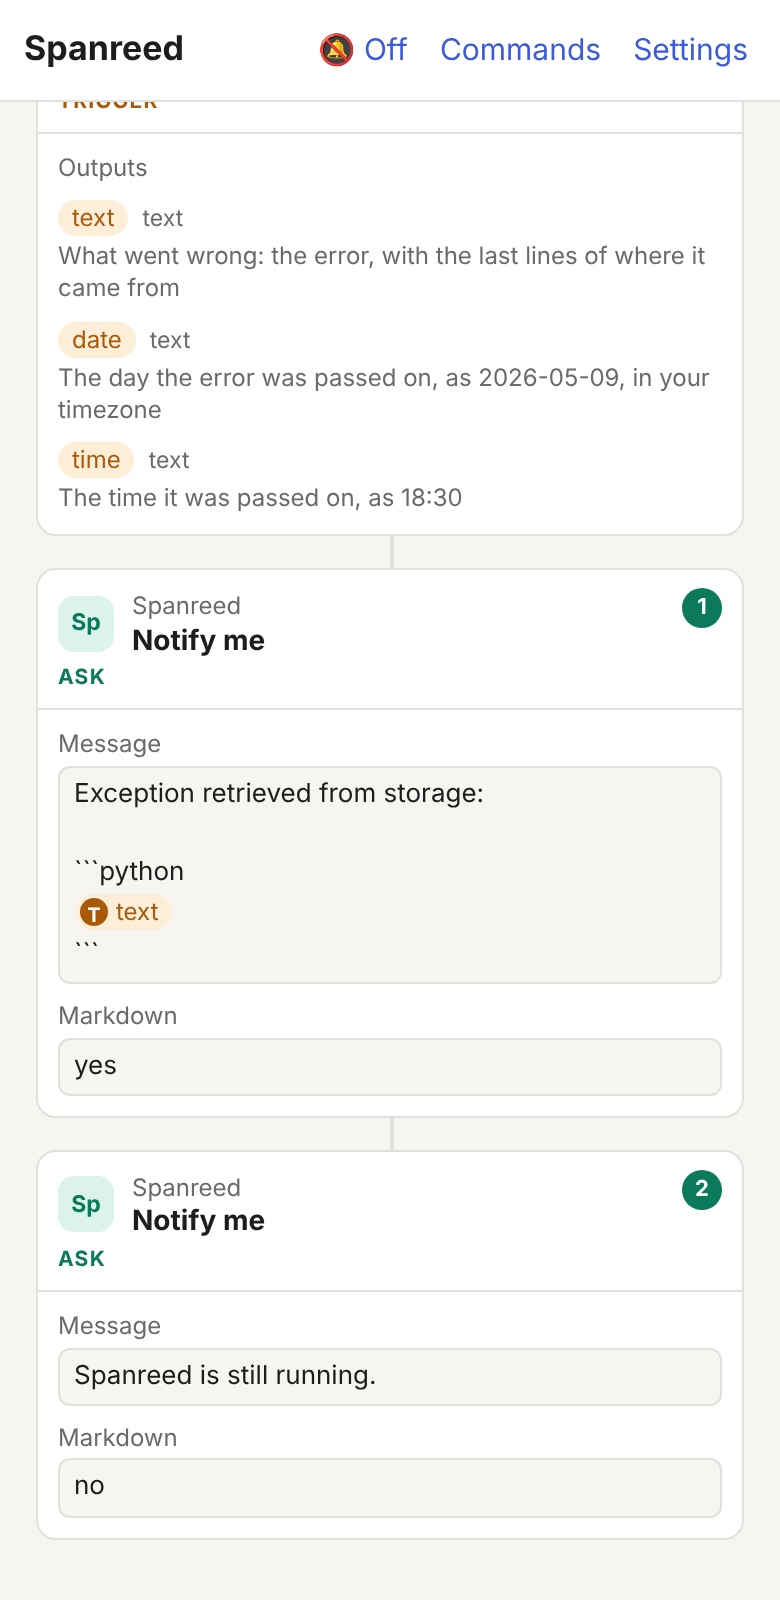 Spanreed
Off Commands Settings
TRIGGER
Outputs
text text
What went wrong: the error, with the last lines of where it
came from
date text
The day the error was passed on, as 2026-05-09, in your
timezone
time text
The time it was passed on, as 18:30
Sp
Spanreed
Notify me
1
ASK
Message
Exception retrieved from storage:
```python
T text
```
Markdown
yes
Sp
Spanreed
Notify me
2
ASK
Message
Spanreed is still running.
Markdown
no